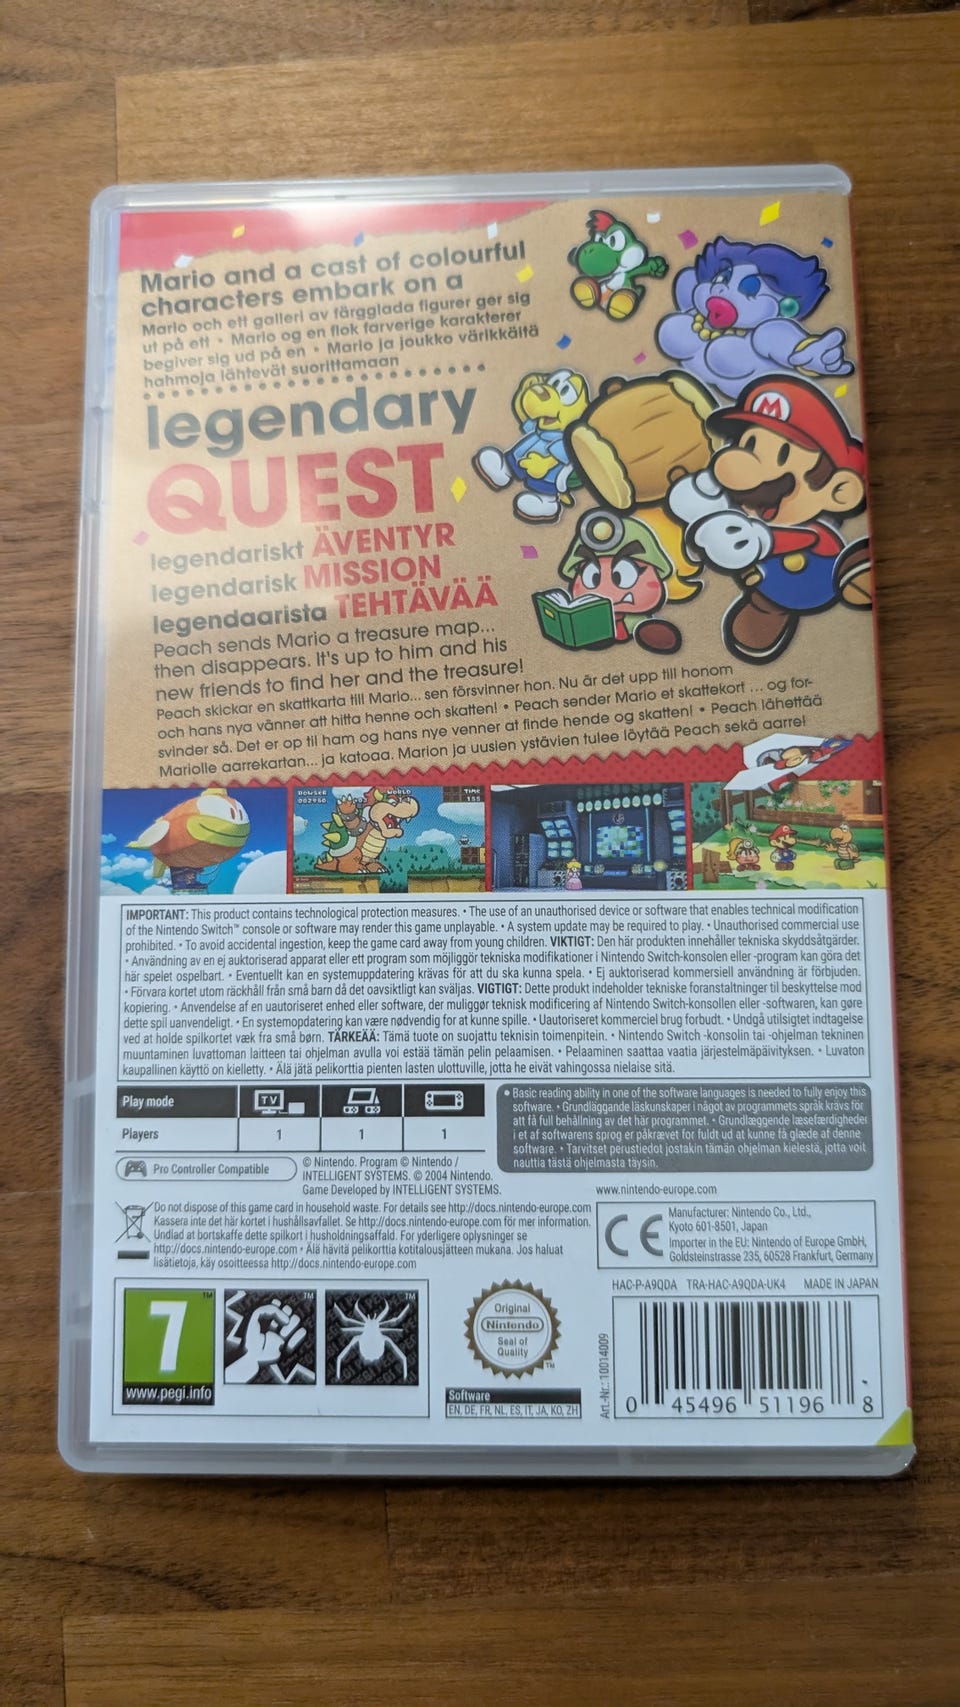 Mario and a cast of colourful
characters embark on a
Mario och ett galleri av färgglada figurer ger sig
ut på ett • Mario og en flok farverige karakterer
begiver sig ud på en • Mario ja joukko värikkäitä
hahmoja lähtevät suorittamaan
legendary
QUEST
legendariskt ÄVENTYR
legendarisk MISSION
legendaarista TEHTÄVÄÄ
Peach sends Mario a treasure map...
then disappears. It's up to him and his
new friends to find her and the treasure!
Peach skickar en skattkarta till Mario... sen försvinner hon. Nu är det upp till honom
och hans nya vänner att hitta henne och skatten! • Peach sender Mario et skattekort ... og for-
svinder så. Det er op til ham og hans nye venner at finde hende og skatten! • Peach lähettää
Mariolle aarrekartan... ja katoaa. Marion ja uusien ystävien tulee löytää Peach sekä aarre!
BOWSER WORLD TIME
002950 155
IMPORTANT: This product contains technological protection measures. • The use of an unauthorised device or software that enables technical modification
of the Nintendo Switch™ console or software may render this game unplayable. • A system update may be required to play. • Unauthorised commercial use
prohibited. • To avoid accidental ingestion, keep the game card away from young children. VIKTIGT: Den här produkten innehåller tekniska skyddsåtgärder.
• Användning av en ej auktoriserad apparat eller ett program som möjliggör tekniska modifikationer i Nintendo Switch-konsolen eller -program kan göra det
här spelet ospelbart. • Eventuellt kan en systemuppdatering krävas för att du ska kunna spela. • Ej auktoriserad kommersiell användning är förbjuden.
• Förvara kortet utom räckhåll från små barn då det oavsiktligt kan sväljas. VIGTIGT: Dette produkt indeholder tekniske foranstaltninger til beskyttelse mod
kopiering. • Anvendelse af en uautoriseret enhed eller software, der muliggør teknisk modificering af Nintendo Switch-konsollen eller -softwaren, kan gøre
dette spil uanvendeligt. • En systemopdatering kan være nødvendig for at kunne spille. • Uautoriseret kommerciel brug forbudt. • Undgå utilsigtet indtagelse
ved at holde spilkortet væk fra små børn. TÄRKEÄÄ: Tämä tuote on suojattu teknisin toimenpitein. • Nintendo Switch -konsolin tai -ohjelman tekninen
muuntaminen luvattoman laitteen tai ohjelman avulla voi estää tämän pelin pelaamisen. • Pelaaminen saattaa vaatia järjestelmäpäivityksen. • Luvaton
kaupallinen käyttö on kielletty. • Älä jätä pelikorttia pienten lasten ulottuville, jotta he eivät vahingossa nielaise sitä.
Play mode TV
Players 1 1 1
• Basic reading ability in one of the software languages is needed to fully enjoy this
software. • Grundläggande läskunskaper i något av programmets språk krävs för
att få full behållning av det här programmet. • Grundlæggende læsefærdigheder
i et af softwarens sprog er påkrævet for fuldt ud at kunne få glæde af denne
software. • Tarvitset perustiedot jostakin tämän ohjelman kielestä, jotta voit
nauttia tästä ohjelmasta täysin.
Pro Controller Compatible
© Nintendo. Program © Nintendo /
INTELLIGENT SYSTEMS. © 2004 Nintendo.
Game Developed by INTELLIGENT SYSTEMS.
www.nintendo-europe.com
Do not dispose of this game card in household waste. For details see http://docs.nintendo-europe.com
Kassera inte det här kortet i hushållsavfallet. Se http://docs.nintendo-europe.com för mer information.
Undlad at bortskaffe dette spilkort i husholdningsaffald. For yderligere oplysninger se
http://docs.nintendo-europe.com • Älä hävitä pelikorttia kotitalousjätteen mukana. Jos haluat
lisätietoja, käy osoitteessa http://docs.nintendo-europe.com
CE
Manufacturer: Nintendo Co., Ltd.,
Kyoto 601-8501, Japan
Importer in the EU: Nintendo of Europe GmbH,
Goldsteinstrasse 235, 60528 Frankfurt, Germany
HAC-P-A9QDA TRA-HAC-A9QDA-UK4 MADE IN JAPAN
7 ™
www.pegi.info
™
™
Original
Nintendo
Seal of
Quality
™
Software
EN, DE, FR, NL, ES, IT, JA, KO, ZH
Art.-Nr.: 10014009
0 45496 51196 8